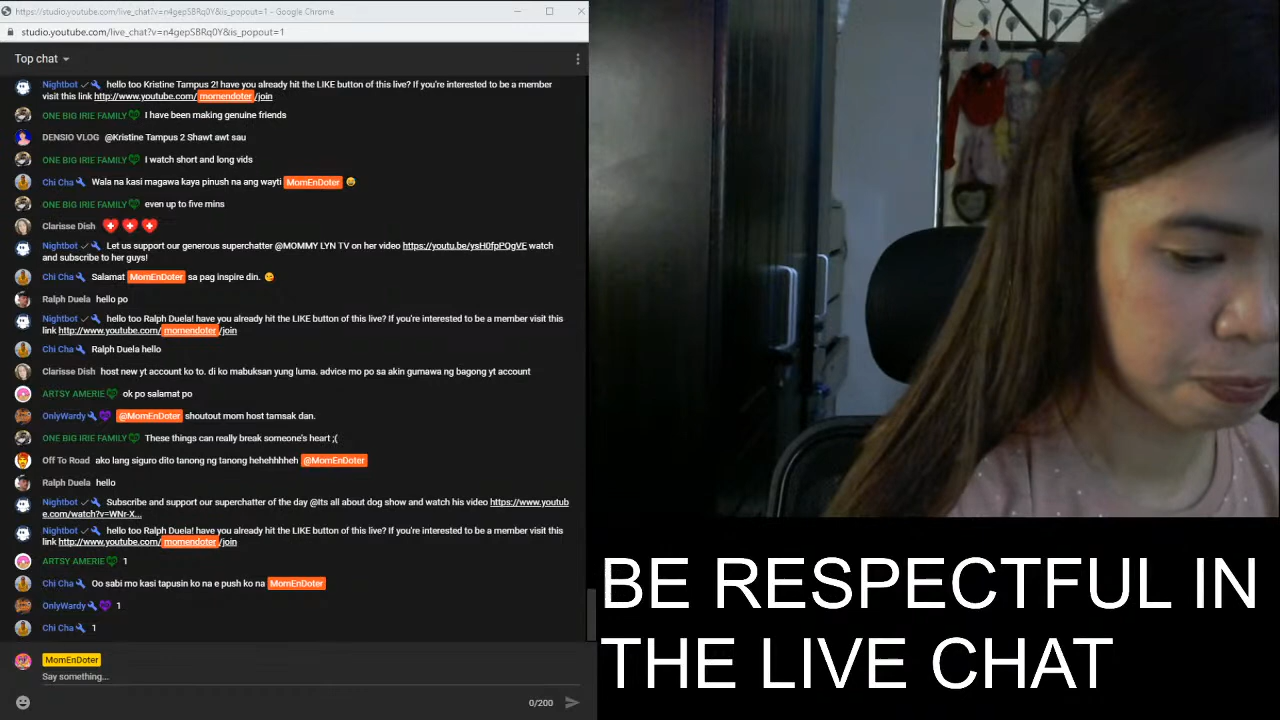 https://studio.youtube.com/live_chat?v=n4gepSBRq0Y&is_popout=1 - Google Chrome
studio.youtube.com/live_chat?v=n4gepSBRq0Y&is_popout=1
Top chat
Nightbot hello too Kristine Tampus 2! have you already hit the LIKE button of this live? If you're interested to be a member
visit this link http://www.youtube.com/momendoter/join
ONE BIG IRIE FAMILY I have been making genuine friends
DENSIO VLOG @Kristine Tampus 2 Shawt awt sau
ONE BIG IRIE FAMILY I watch short and long vids
Chi Cha Wala na kasi magawa kaya pinush na ang wayti MomEnDoter
ONE BIG IRIE FAMILY even up to five mins
Clarisse Dish
Nightbot Let us support our generous superchatter @MOMMY LYN TV on her video https://youtu.be/ysH0fpPOgVE watch
and subscribe to her guys!
Chi Cha Salamat MomEnDoter sa pag inspire din.
Ralph Duela hello po
Nightbot hello too Ralph Duela! have you already hit the LIKE button of this live? If you're interested to be a member visit this
link http://www.youtube.com/momendoter/join
Chi Cha Ralph Duela hello
Clarisse Dish host new yt account ko to. di ko mabuksan yung luma. advice mo po sa akin gumawa ng bagong yt account
ARTSY AMERIE ok po salamat po
OnlyWardy @MomEnDoter shoutout mom host tamsak dan.
ONE BIG IRIE FAMILY These things can really break someone's heart ;(
Off To Road ako lang siguro dito tanong ng tanong hehehhhheh @MomEnDoter
Ralph Duela hello
Nightbot Subscribe and support our superchatter of the day @Its all about dog show and watch his video https://www.youtub
e.com/watch?v=WNr-X...
Nightbot hello too Ralph Duela! have you already hit the LIKE button of this live? If you're interested to be a member visit this
link http://www.youtube.com/momendoter/join
ARTSY AMERIE 1
Chi Cha Oo sabi mo kasi tapusin ko na e push ko na MomEnDoter
OnlyWardy 1
Chi Cha 1
MomEnDoter
Say something...
0/200
BE RESPECTFUL IN
THE LIVE CHAT